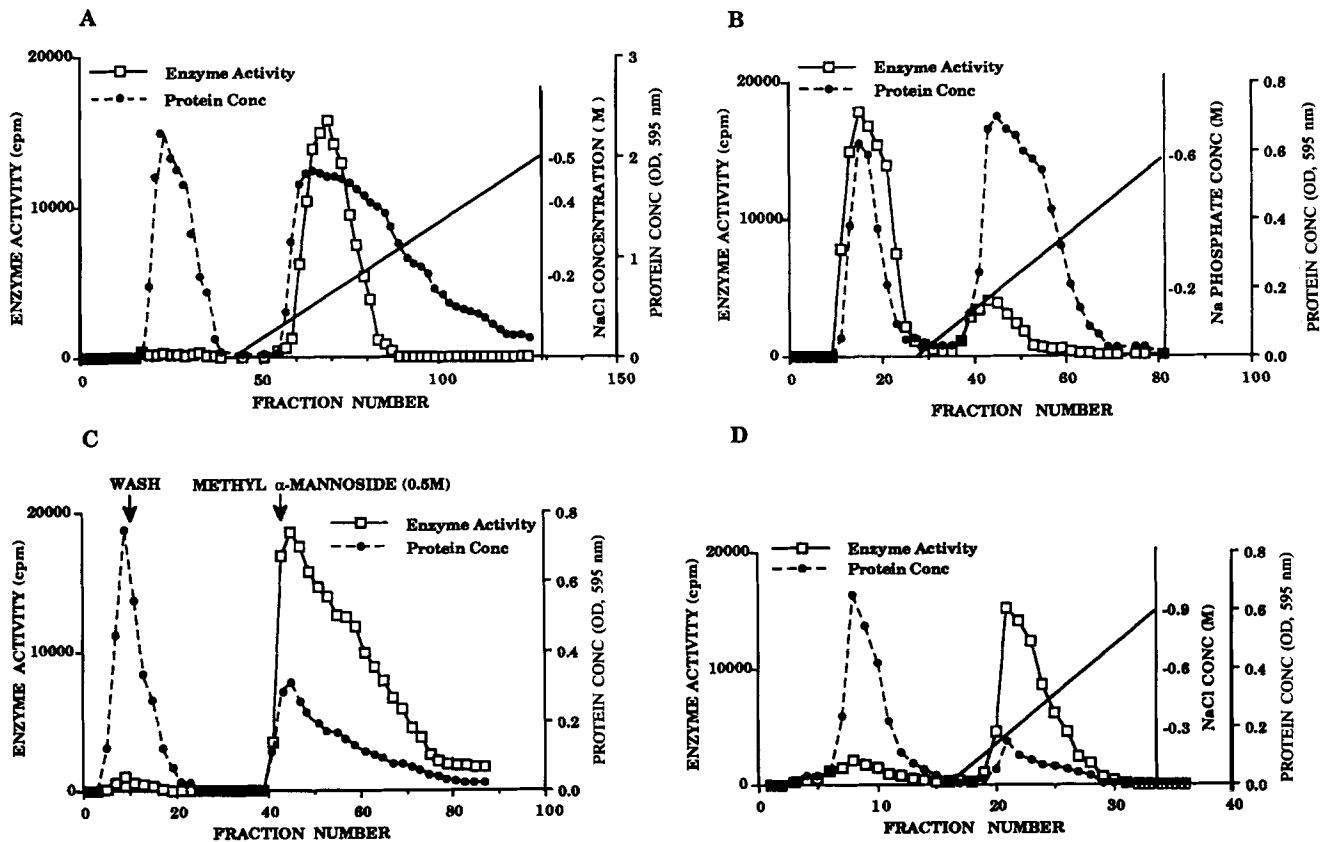 A
20000
10000
0
ENZYME ACTIVITY (cpm)
Enzyme Activity
Protein Conc
-0.5
-0.4
-0.2
NaCl CONCENTRATION ( M )
3
2
1
0
PROTEIN CONC (OD, 595 nm)
0
50
100
150
FRACTION NUMBER
B
20000
10000
0
ENZYME ACTIVITY (cpm)
Enzyme Activity
Protein Conc
-0.6
-0.2
Na PHOSPHATE CONC (M)
0.8
0.6
0.4
0.2
0.0
PROTEIN CONC (OD, 595 nm)
0
20
40
60
80
100
FRACTION NUMBER
C
WASH
METHYL α-MANNOSIDE (0.5M)
20000
10000
0
ENZYME ACTIVITY (cpm)
Enzyme Activity
Protein Conc
0.8
0.6
0.4
0.2
0.0
PROTEIN CONC (OD, 595 nm)
0
20
40
60
80
100
FRACTION NUMBER
D
20000
10000
0
ENZYME ACTIVITY (cpm)
Enzyme Activity
Protein Conc
-0.9
-0.6
-0.3
NaCl CONC (M)
0.8
0.6
0.4
0.2
0.0
PROTEIN CONC (OD, 595 nm)
0
10
20
30
40
FRACTION NUMBER